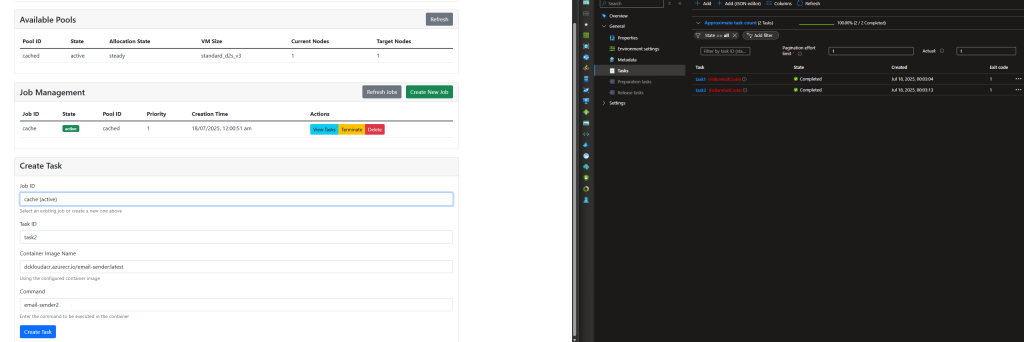 Available Pools
Refresh
Pool ID State Allocation State VM Size Current Nodes Target Nodes
cached active steady standard_d2s_v3 1 1
Job Management
Refresh Jobs Create New Job
Job ID State Pool ID Priority Creation Time Actions
cache active cached 1 18/07/2025, 12:00:51 am View Tasks Terminate Delete
Create Task
Job ID
cache (active)
Select an existing job or create a new one above
Task ID
task2
Container Image Name
dckloudacr.azurecr.io/email-sender:latest
Using the configured container image
Command
email-sender2
Enter the command to be executed in the container
Create Task
Search
Overview
General
Properties
Environment settings
Metadata
Tasks
Preparation tasks
Release tasks
Settings
Add Add (JSON editor) Columns Refresh
Approximate task count (2 Tasks) 100.00% (2 / 2 Completed)
State == all Add filter
Filter by task ID (sta...
Pagination effort limit * 1 Actual: 1
Task State Created Exit code
task1 Completed Jul 18, 2025, 00:03:04 1
task2 Completed Jul 18, 2025, 00:03:13 1